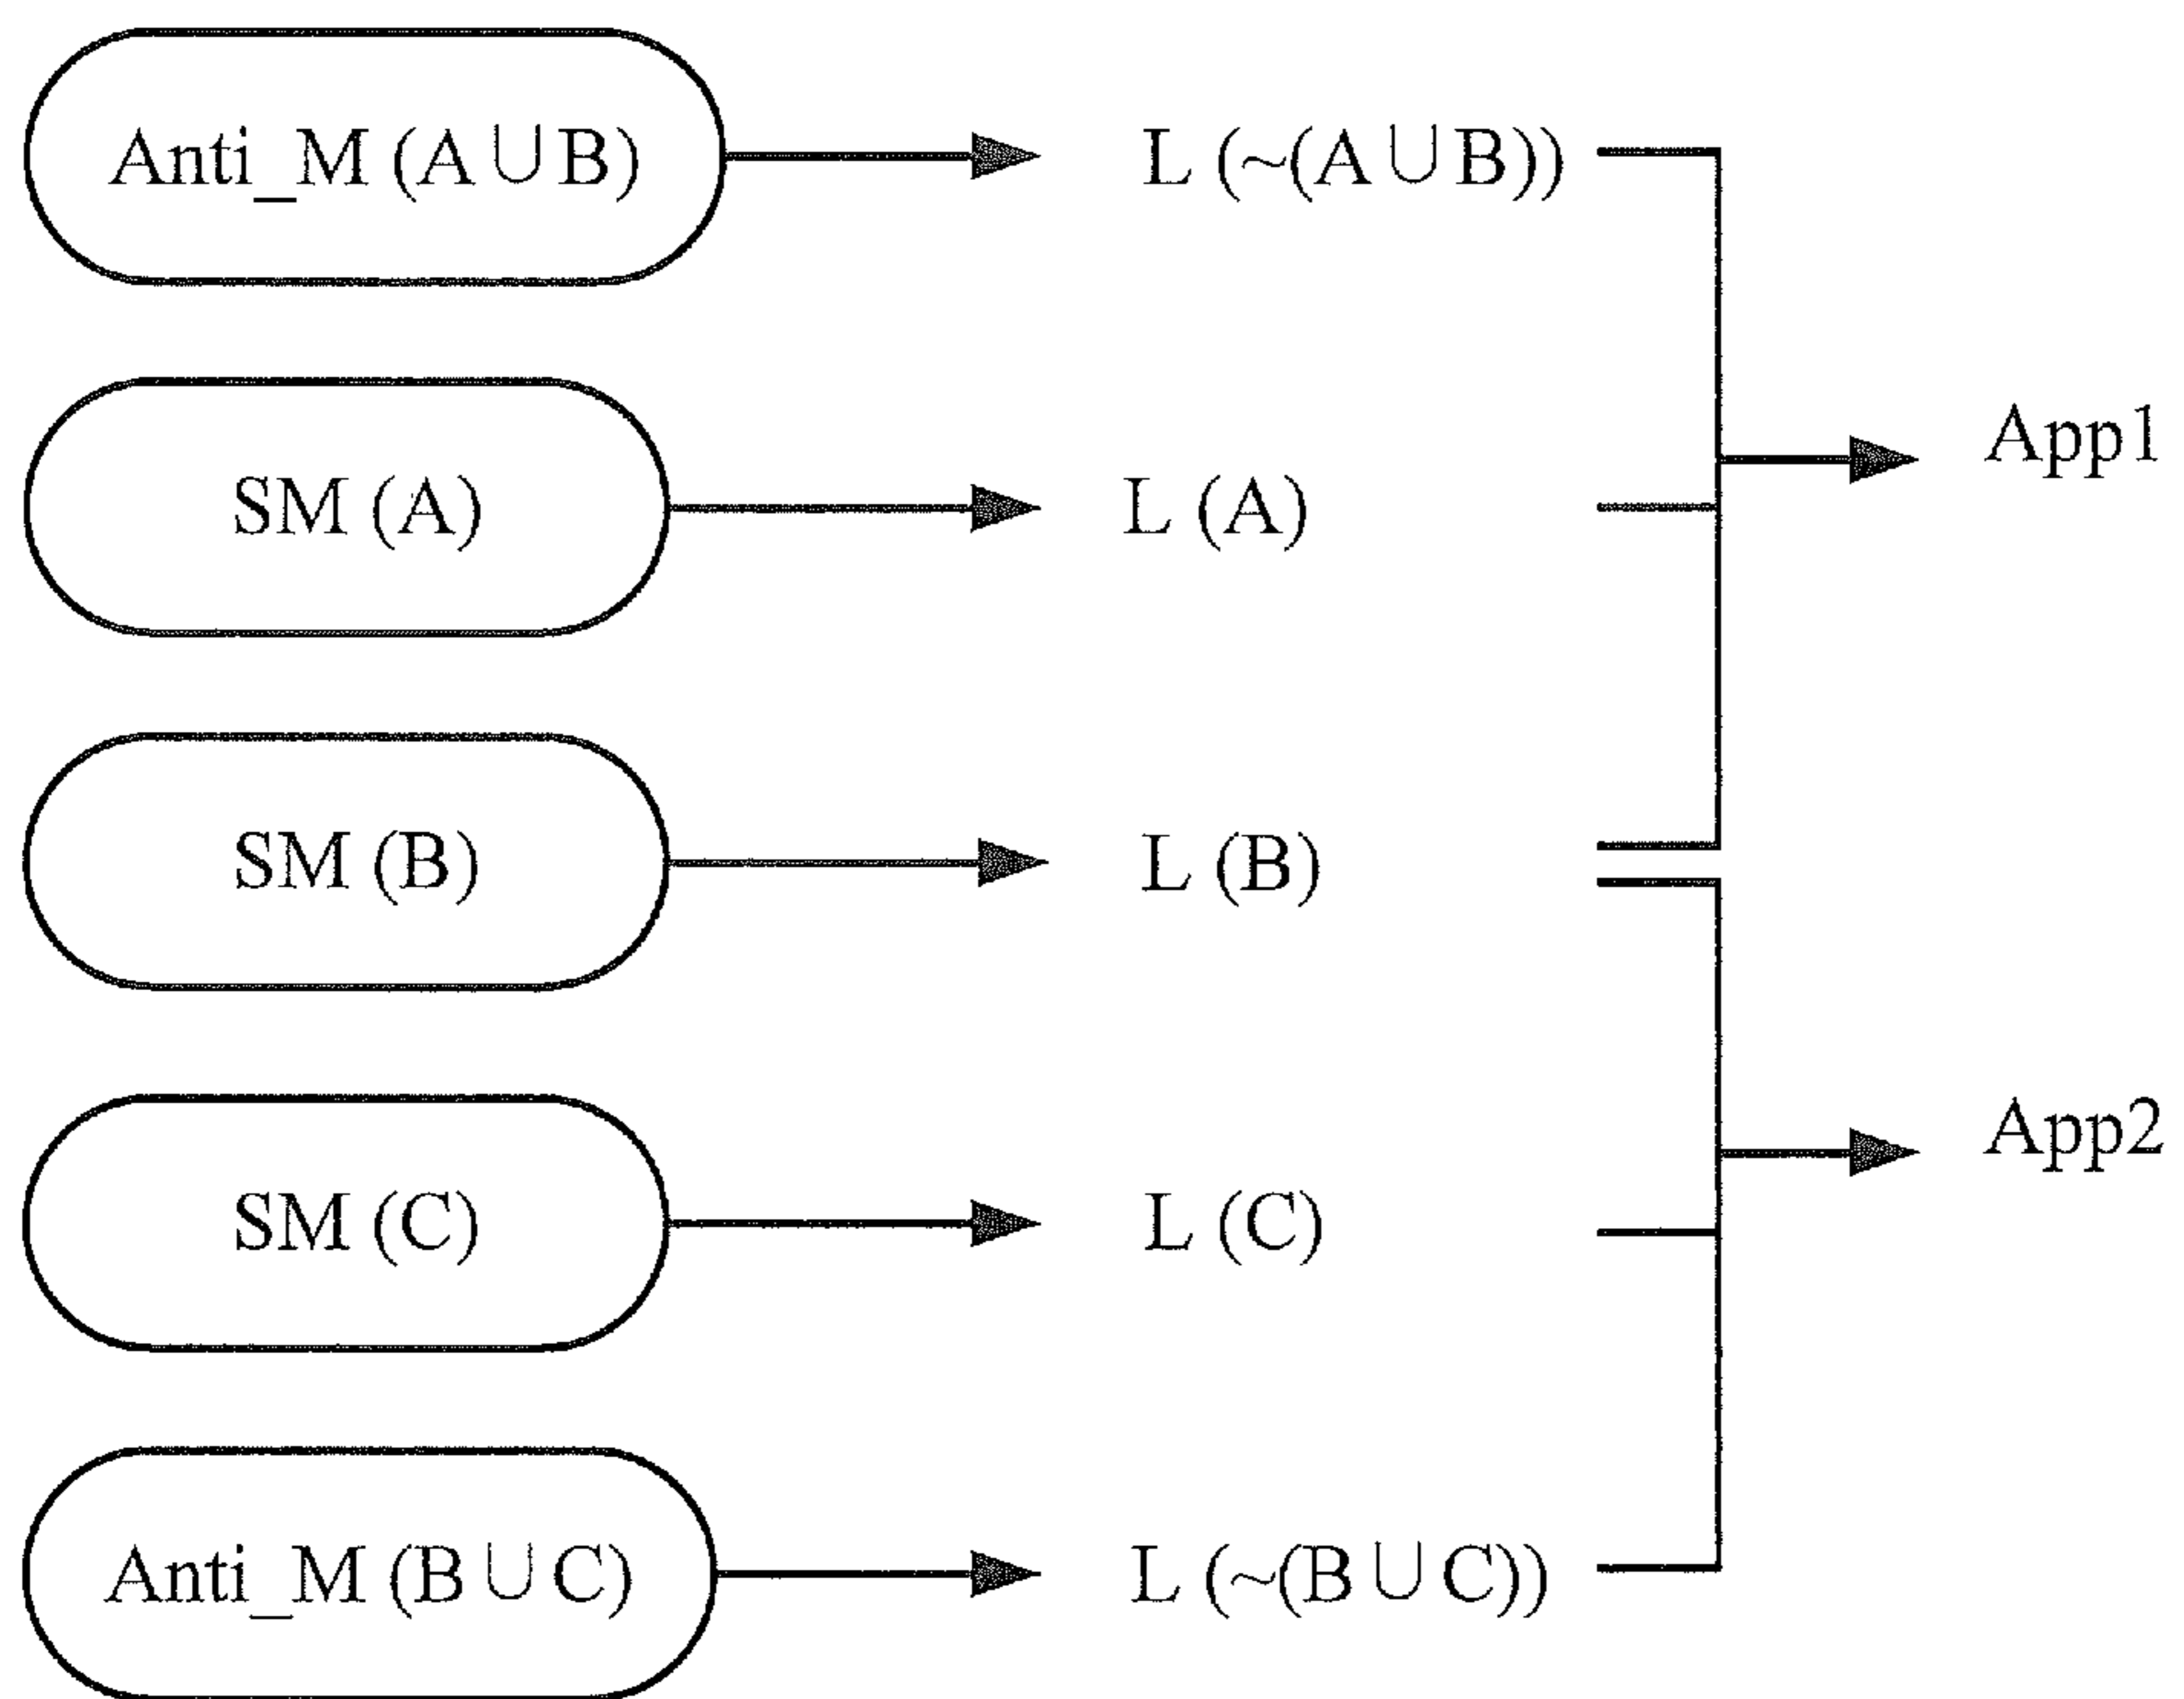 Anti_M (A∪B)
L (~(A∪B))
App1
SM (A)
L (A)
SM (B)
L (B)
App2
SM (C)
L (C)
Anti_M (B∪C)
L (~(B∪C))